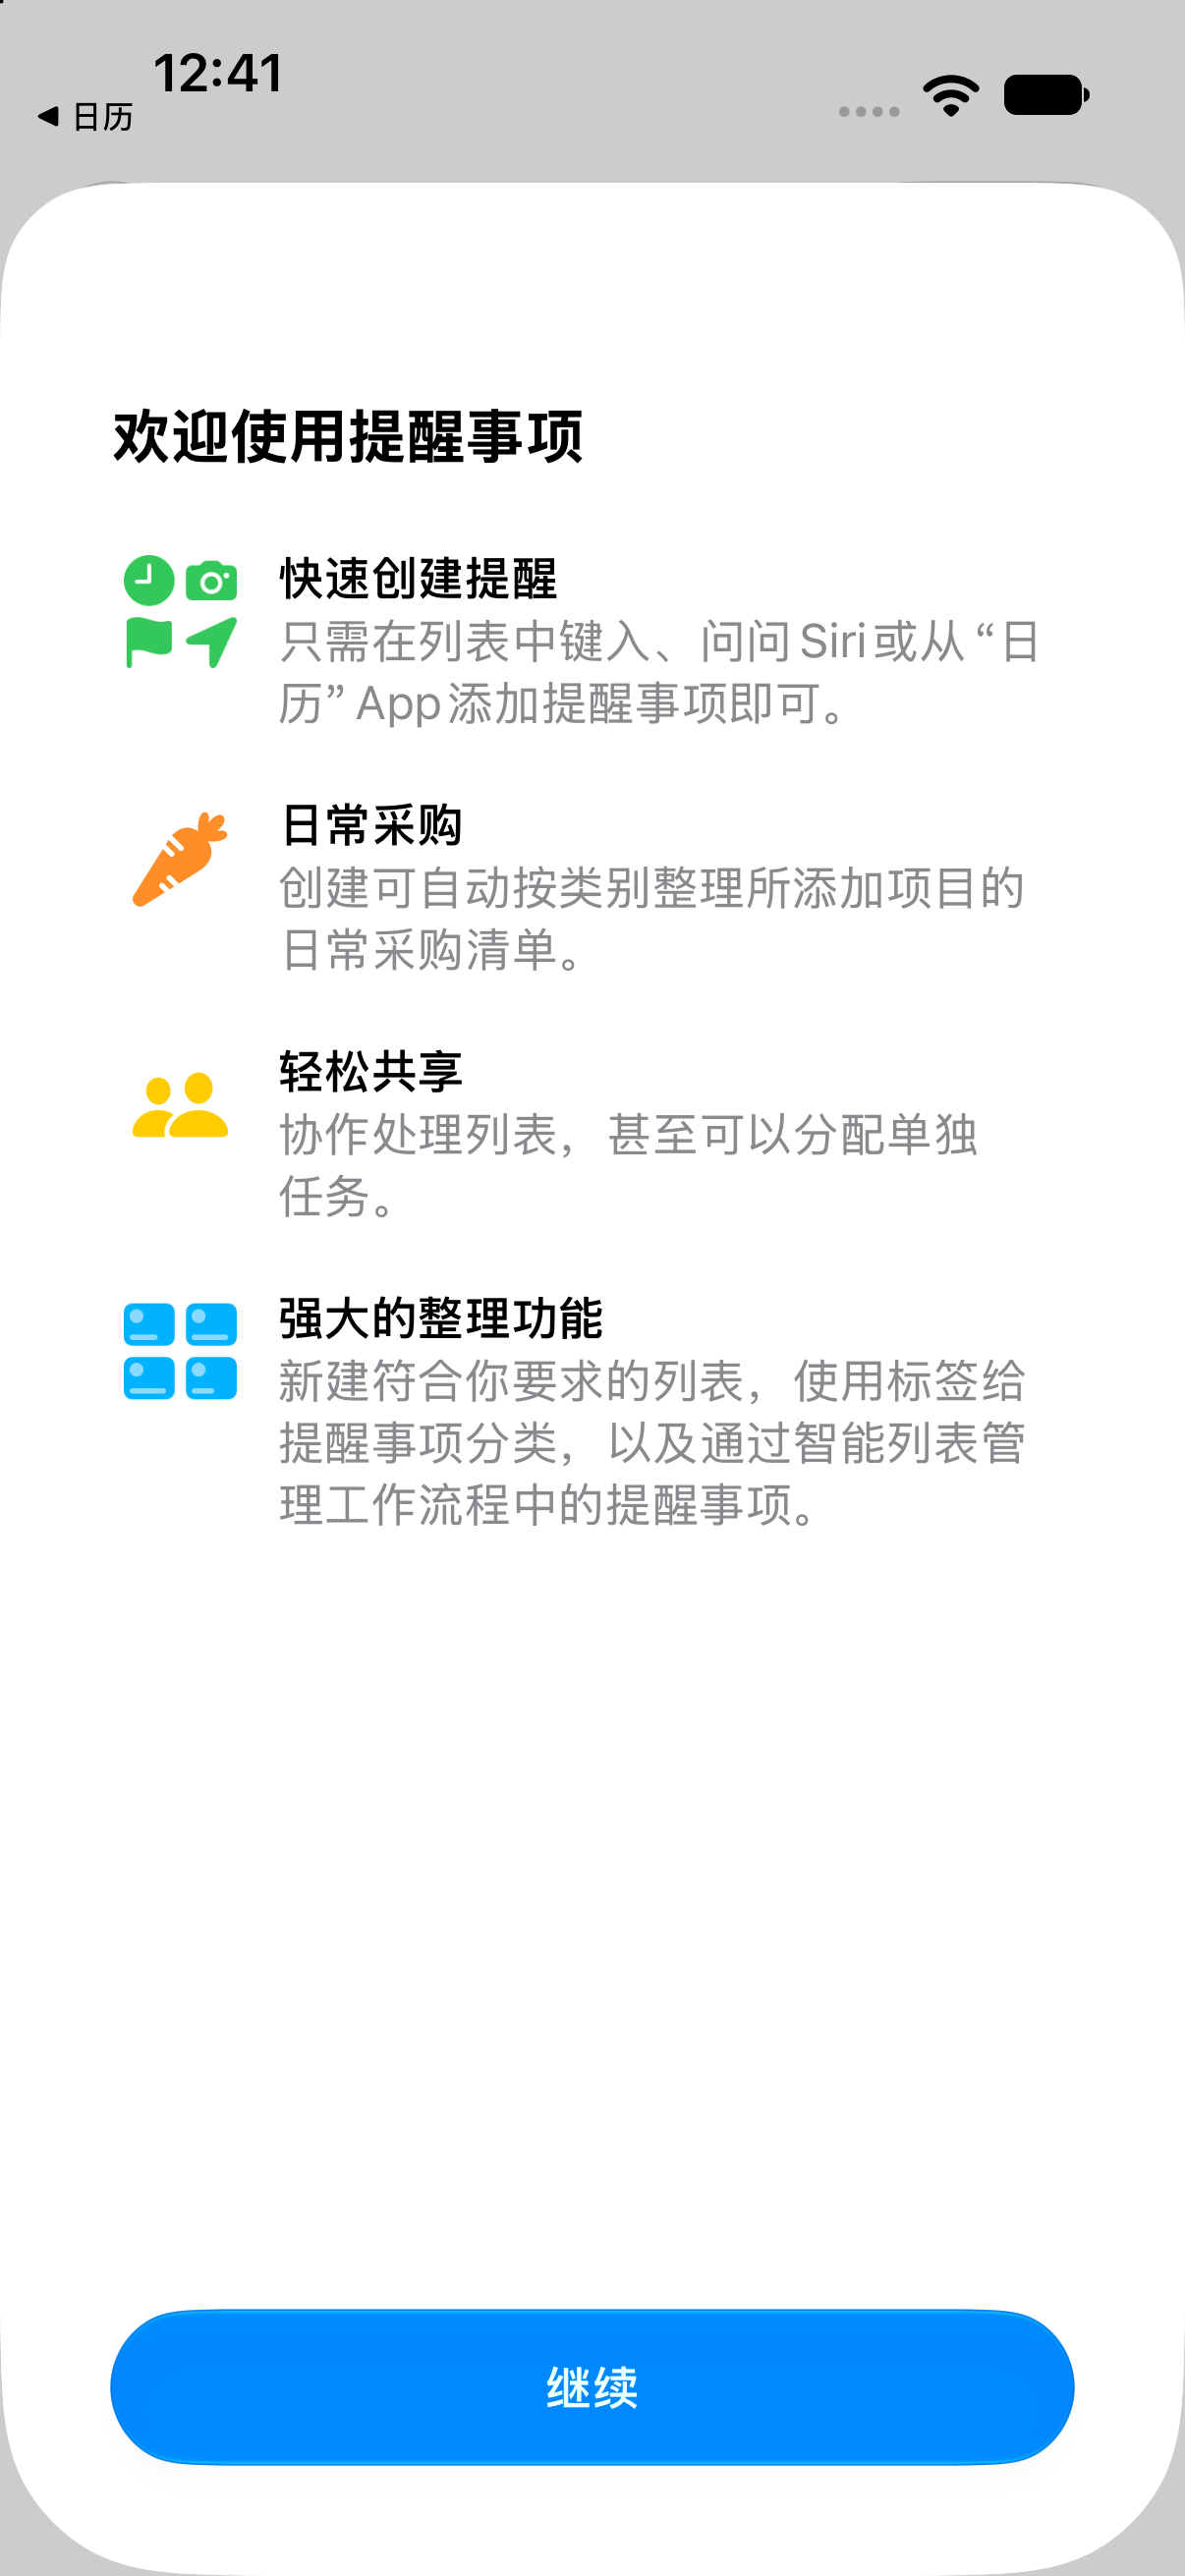 12:41
◀ 日历
欢迎使用提醒事项
快速创建提醒
只需在列表中键入、问问 Siri 或从 “日
历” App 添加提醒事项即可。
日常采购
创建可自动按类别整理所添加项目的
日常采购清单。
轻松共享
协作处理列表，甚至可以分配单独
任务。
强大的整理功能
新建符合你要求的列表，使用标签给
提醒事项分类，以及通过智能列表管
理工作流程中的提醒事项。
继续